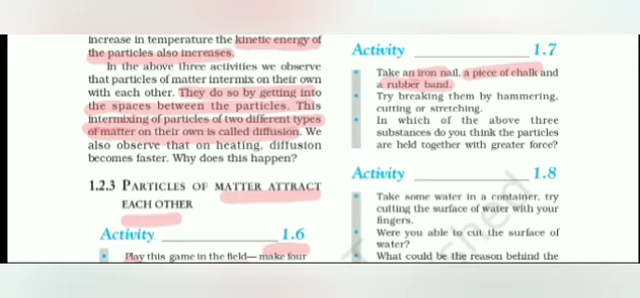 increase in temperature the kinetic energy of
the particles also increases.
In the above three activities we observe
that particles of matter intermix on their own
with each other. They do so by getting into
the spaces between the particles. This
intermixing of particles of two different types
of matter on their own is called diffusion. We
also observe that on heating, diffusion
becomes faster. Why does this happen?
1.2.3 PARTICLES OF MATTER ATTRACT
EACH OTHER
Activity ______________ 1.6
• Play this game in the field— make four
Activity ______________ 1.7
• Take an iron nail, a piece of chalk and
a rubber band.
• Try breaking them by hammering,
cutting or stretching.
• In which of the above three
substances do you think the particles
are held together with greater force?
Activity ______________ 1.8
• Take some water in a container, try
cutting the surface of water with your
fingers.
• Were you able to cut the surface of
water?
• What could be the reason behind the